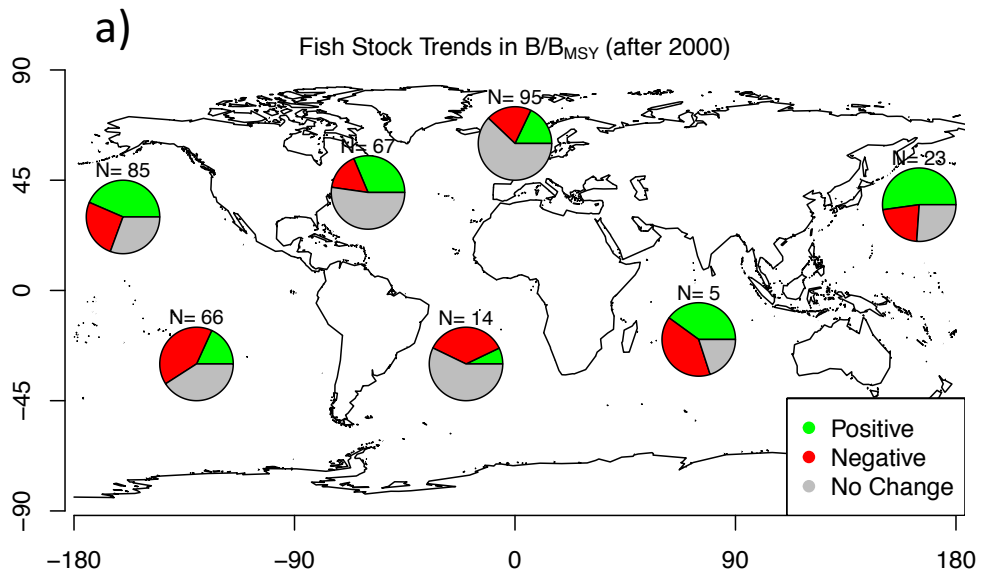 a)
Fish Stock Trends in B/BMSY (after 2000)
90
45
0
−45
−90
N= 95
N= 67
N= 23
N= 85
N= 5
N= 66
N= 14
Positive
Negative
No Change
−180
−90
0
90
180